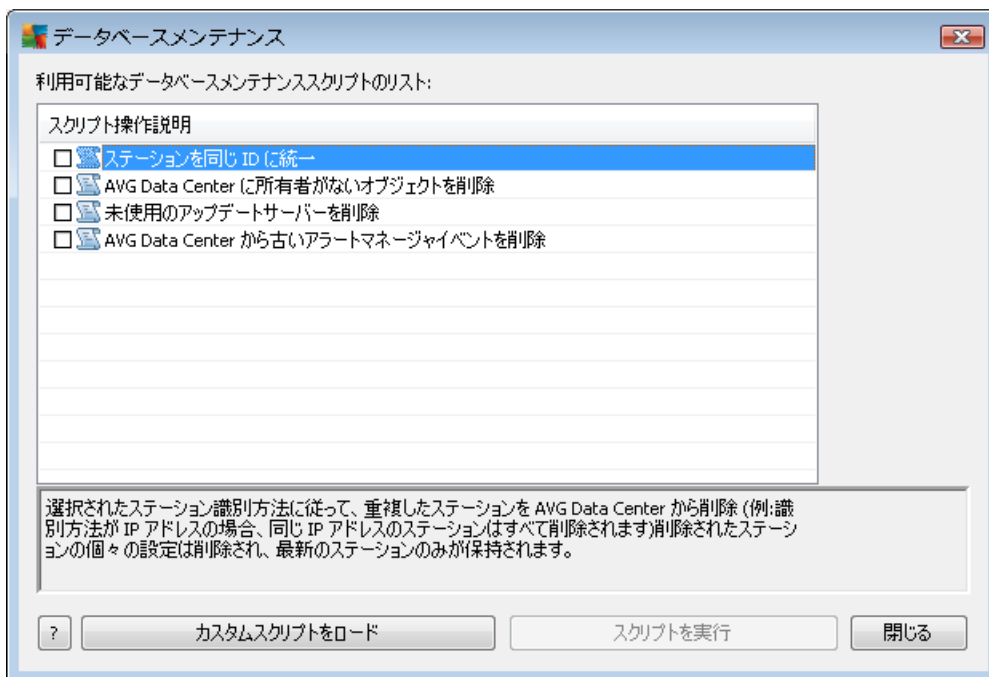 データベースメンテナンス
利用可能なデータベースメンテナンススクリプトのリスト:
スクリプト操作説明
ステーションを同じ ID に統一
AVG Data Center に所有者がないオブジェクトを削除
未使用のアップデートサーバーを削除
AVG Data Center から古いアラートマネージャイベントを削除
選択されたステーション識別方法に従って、重複したステーションを AVG Data Center から削除 (例:識
別方法が IP アドレスの場合、同じ IP アドレスのステーションはすべて削除されます)削除されたステーシ
ョンの個々の設定は削除され、最新のステーションのみが保持されます。
? カスタムスクリプトをロード スクリプトを実行 閉じる